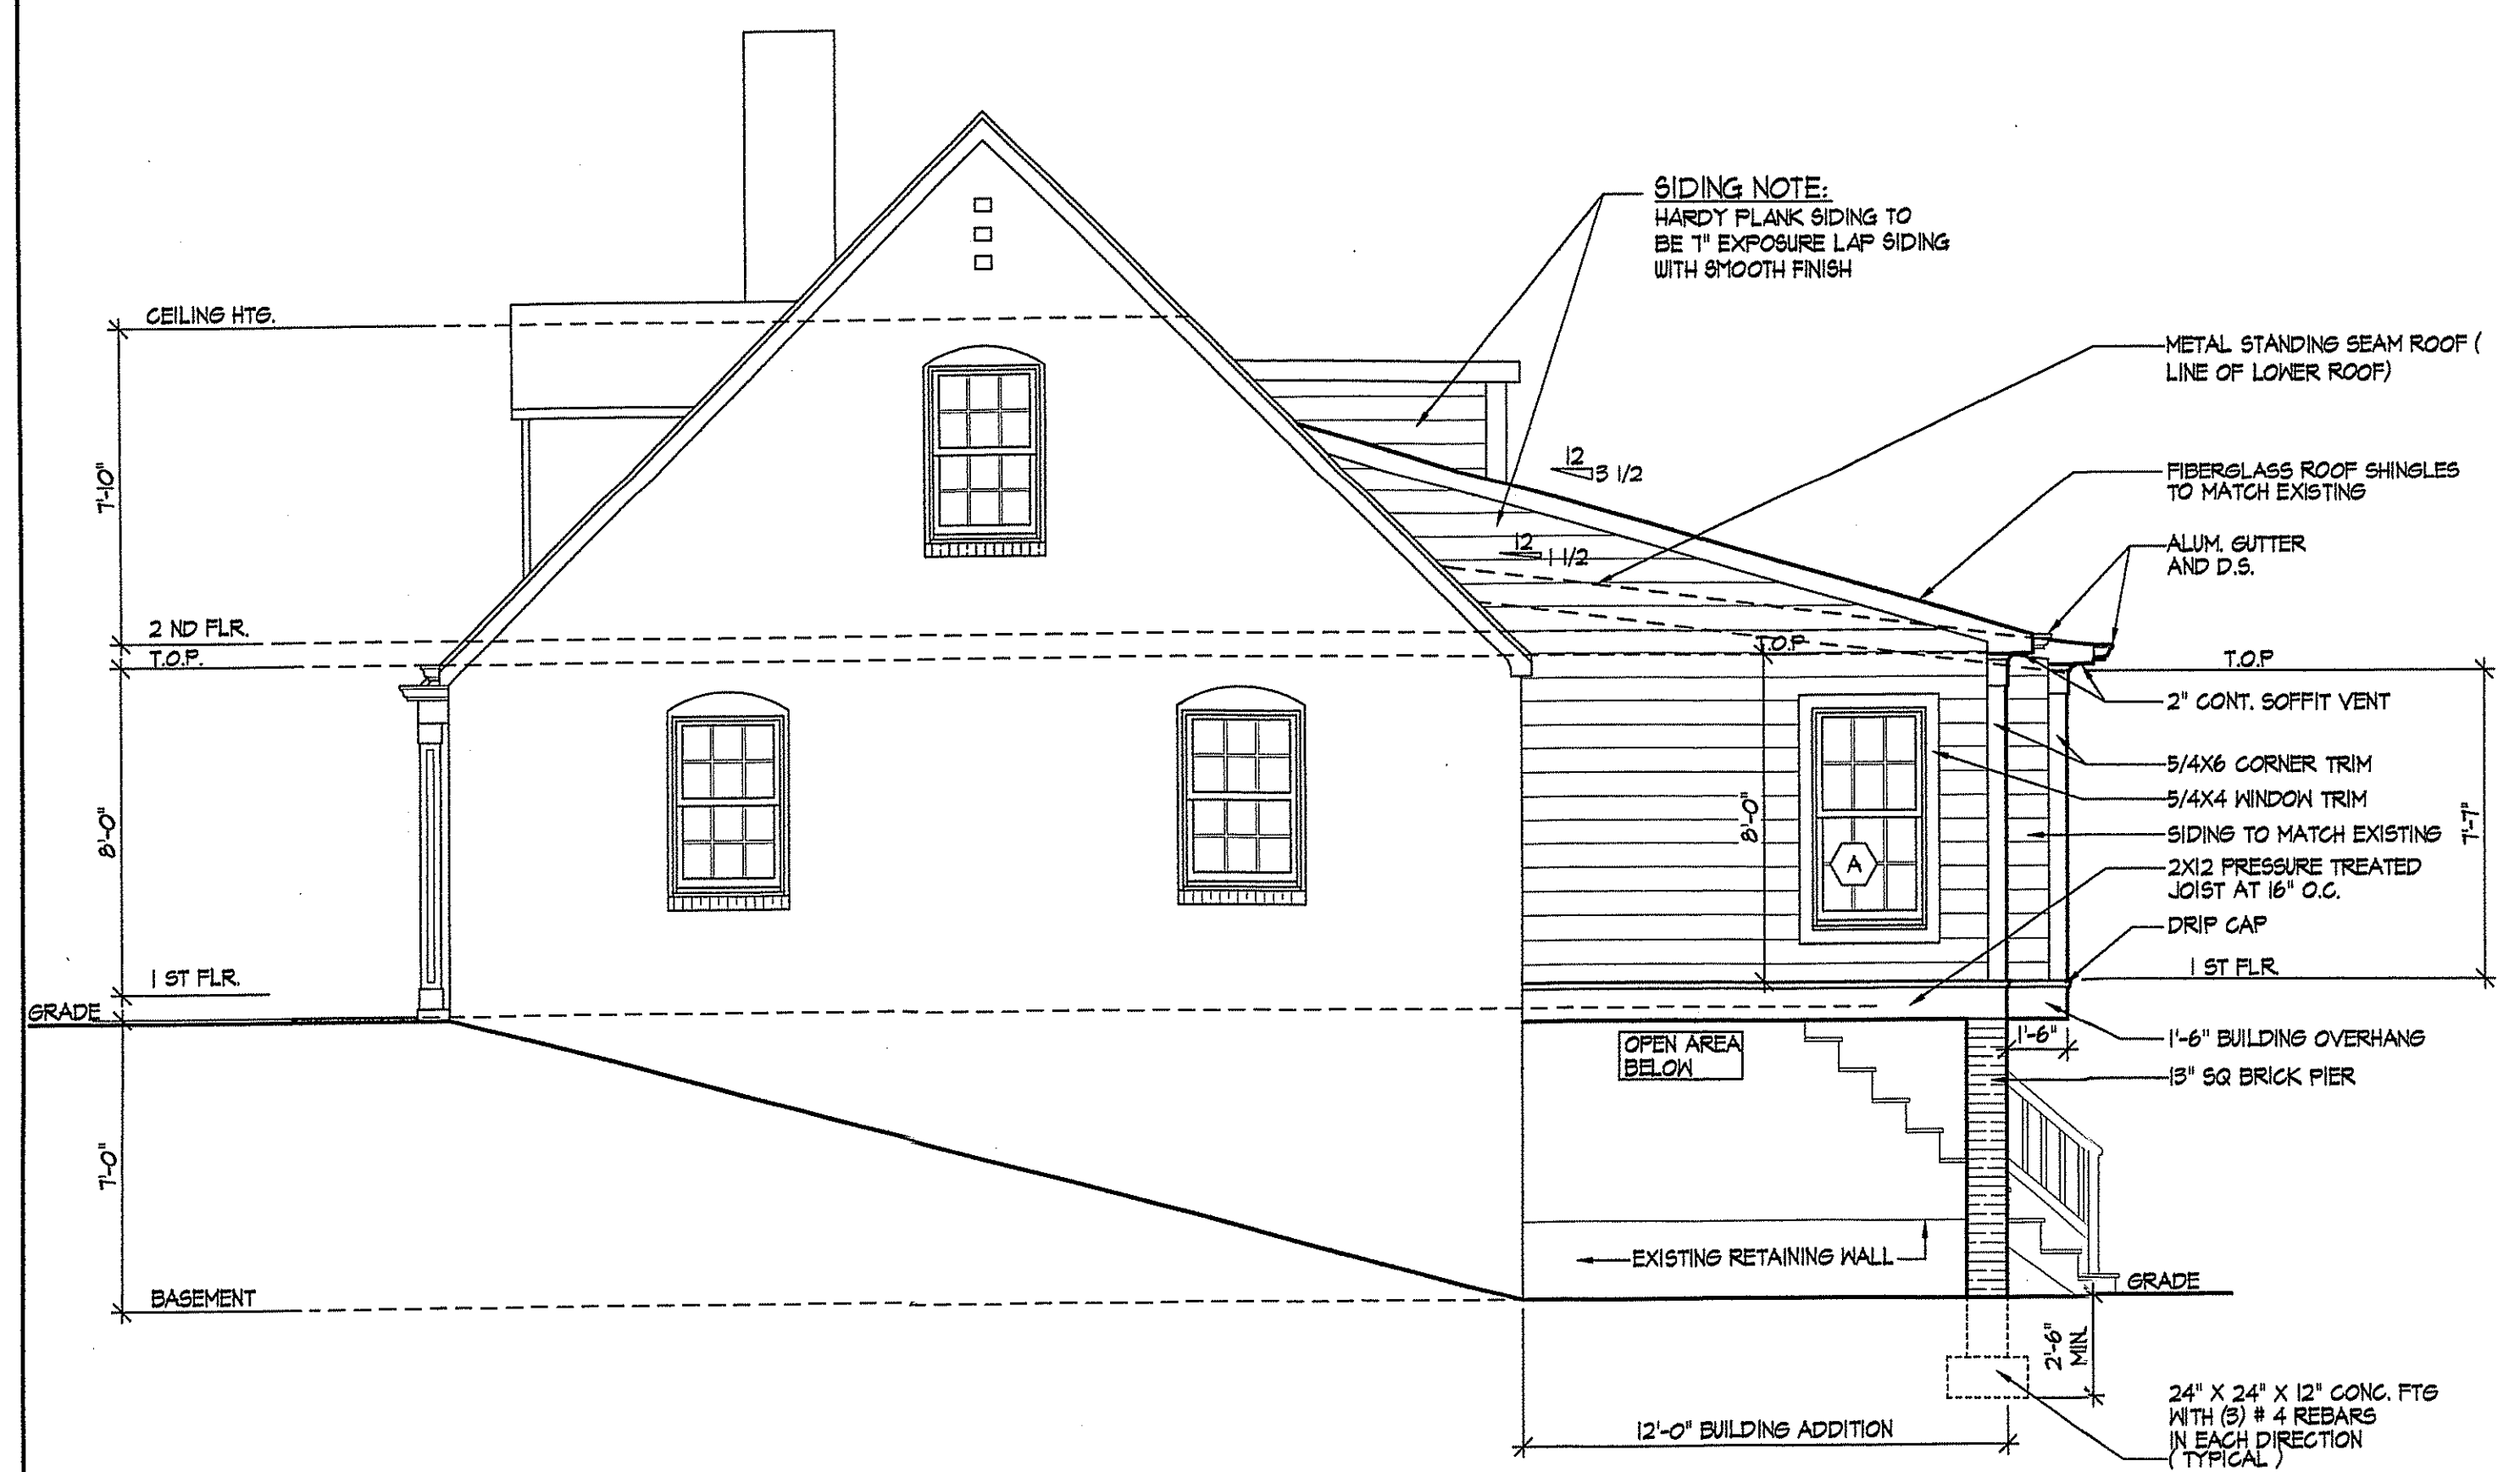 SIDING NOTE:
HARDY PLANK SIDING TO
BE 7" EXPOSURE LAP SIDING
WITH SMOOTH FINISH
CEILING HTG.
METAL STANDING SEAM ROOF (
LINE OF LOWER ROOF)
12
3 1/2
7'-10"
FIBERGLASS ROOF SHINGLES
TO MATCH EXISTING
12
1 1/2
ALUM. GUTTER
AND D.S.
2 ND FLR.
T.O.P.
T.O.P
T.O.P
2" CONT. SOFFIT VENT
5/4X6 CORNER TRIM
5/4X4 WINDOW TRIM
8'-0"
8'-0"
7'-7"
SIDING TO MATCH EXISTING
A
2X12 PRESSURE TREATED
JOIST AT 16" O.C.
DRIP CAP
1 ST FLR.
1 ST FLR
GRADE
OPEN AREA
BELOW
1'-6"
1'-6" BUILDING OVERHANG
13" SQ BRICK PIER
7'-0"
EXISTING RETAINING WALL
BASEMENT
GRADE
2'-6"
MIN.
24" X 24" X 12" CONC. FTG
WITH (3) # 4 REBARS
IN EACH DIRECTION
( TYPICAL )
12'-0" BUILDING ADDITION